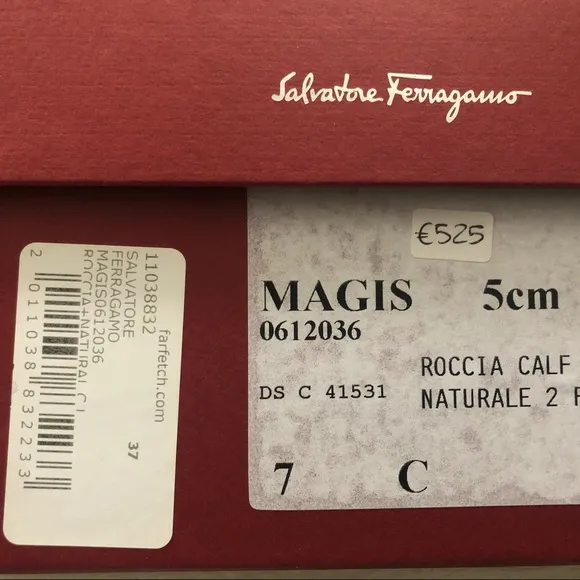 Salvatore Ferragamo
€525
MAGIS 5cm
0612036
ROCCIA CALF
DS C 41531
NATURALE 2
7 C
farfetch.com
11038832
SALVATORE
FERRAGAMO
MAGIS0612036
37
2 011038 832233